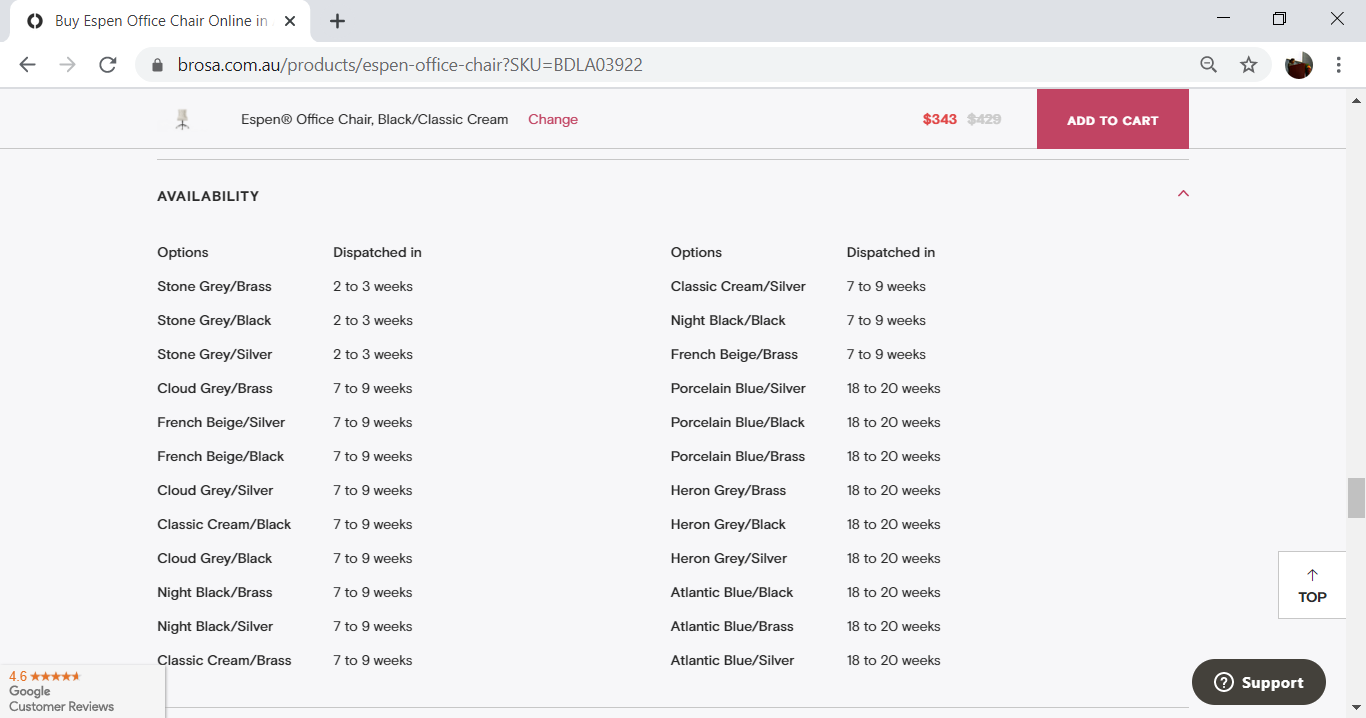 Buy Espen Office Chair Online in
brosa.com.au/products/espen-office-chair?SKU=BDLA03922
Espen® Office Chair, Black/Classic Cream Change $343 $429 ADD TO CART
AVAILABILITY
Options Dispatched in
Stone Grey/Brass 2 to 3 weeks
Stone Grey/Black 2 to 3 weeks
Stone Grey/Silver 2 to 3 weeks
Cloud Grey/Brass 7 to 9 weeks
French Beige/Silver 7 to 9 weeks
French Beige/Black 7 to 9 weeks
Cloud Grey/Silver 7 to 9 weeks
Classic Cream/Black 7 to 9 weeks
Cloud Grey/Black 7 to 9 weeks
Night Black/Brass 7 to 9 weeks
Night Black/Silver 7 to 9 weeks
Classic Cream/Brass 7 to 9 weeks
Options Dispatched in
Classic Cream/Silver 7 to 9 weeks
Night Black/Black 7 to 9 weeks
French Beige/Brass 7 to 9 weeks
Porcelain Blue/Silver 18 to 20 weeks
Porcelain Blue/Black 18 to 20 weeks
Porcelain Blue/Brass 18 to 20 weeks
Heron Grey/Brass 18 to 20 weeks
Heron Grey/Black 18 to 20 weeks
Heron Grey/Silver 18 to 20 weeks
Atlantic Blue/Black 18 to 20 weeks
Atlantic Blue/Brass 18 to 20 weeks
Atlantic Blue/Silver 18 to 20 weeks
TOP
4.6
Google
Customer Reviews
Support